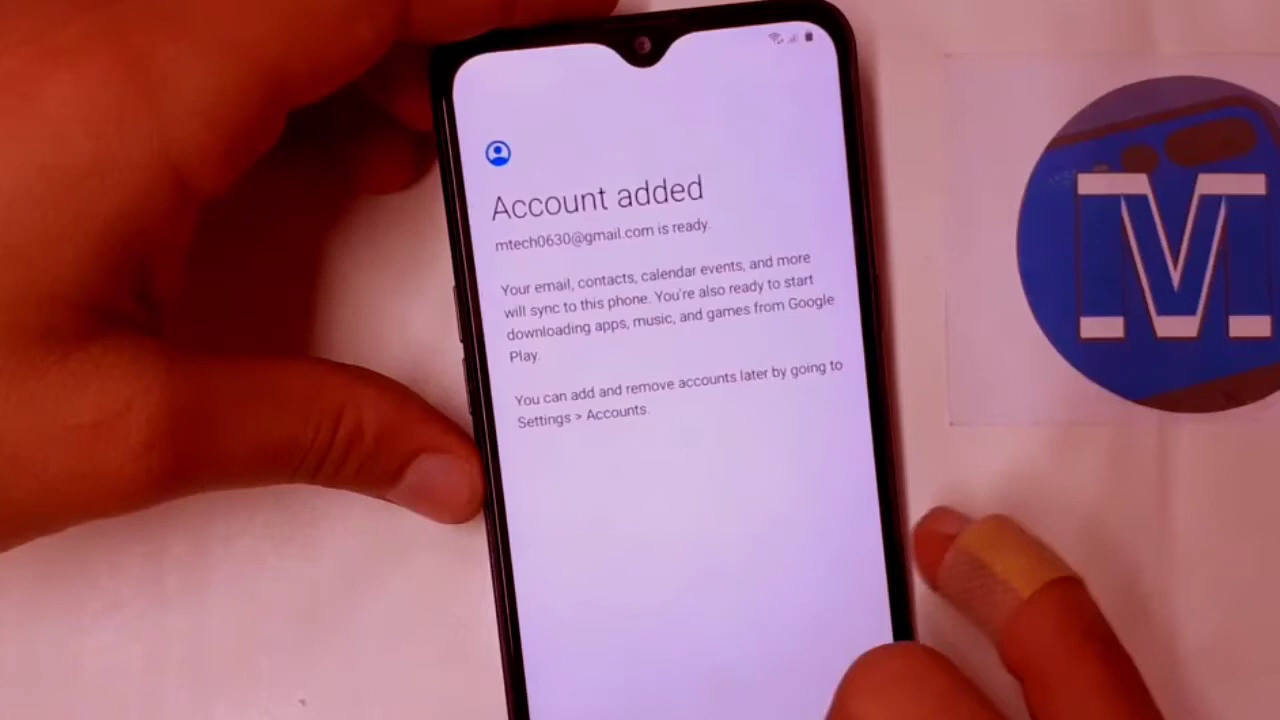 Account added
mtech0630@gmail.com is ready.
Your email, contacts, calendar events, and more
will sync to this phone. You're also ready to start
downloading apps, music, and games from Google
Play.
You can add and remove accounts later by going to
Settings > Accounts.
M